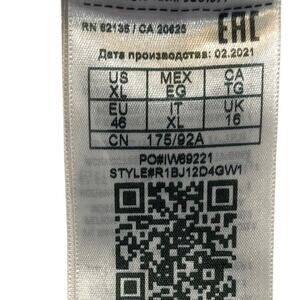 RN 62136 / CA 20625
EAC
Дата производства: 02.2021
US MEX CA
XL EG TG
EU IT UK
46 XL 16
CN 175/92A
PO#IW69221
STYLE#R1BJ12D4GW1